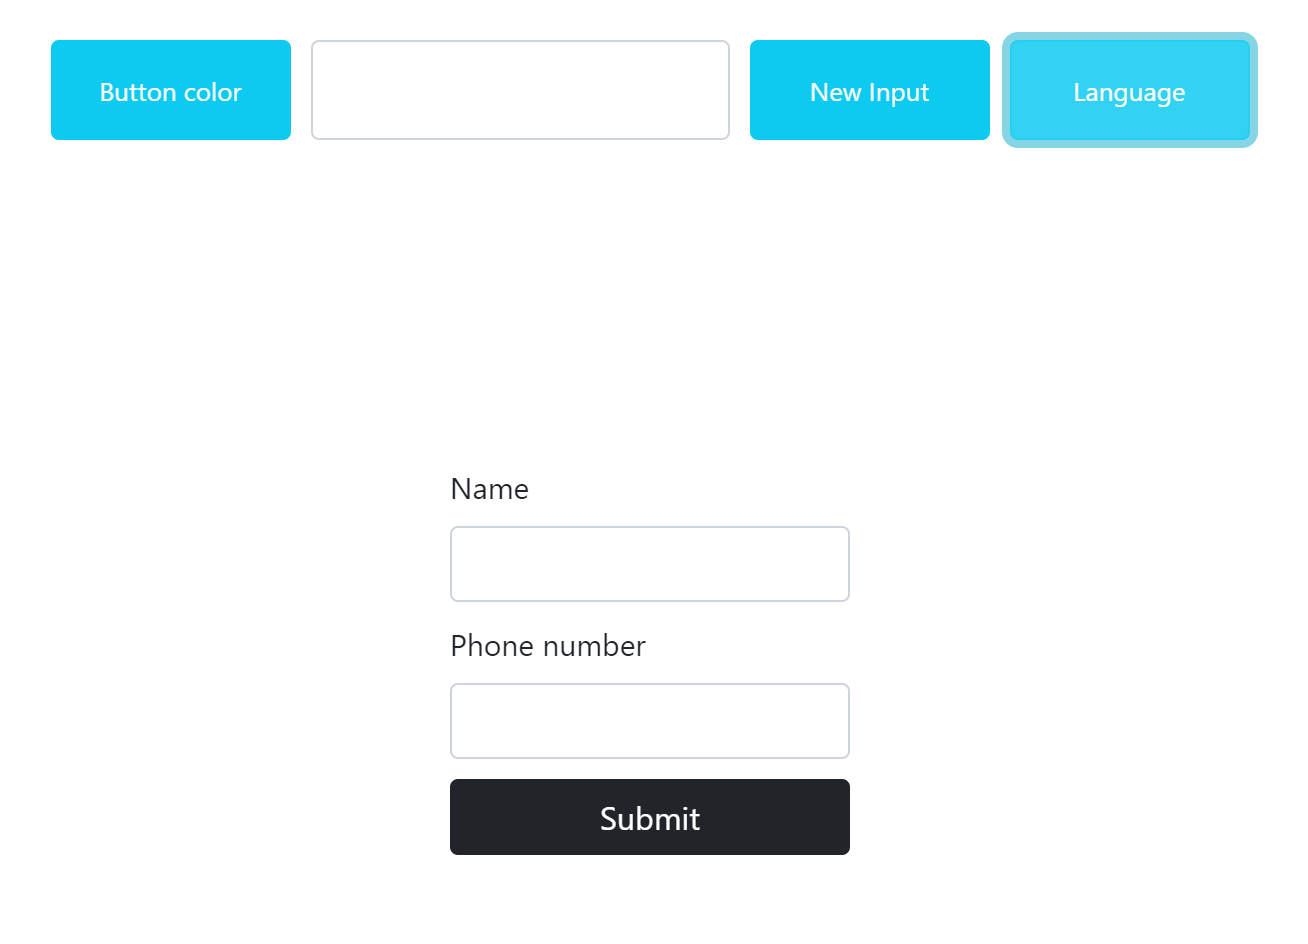 Button color
New Input
Language
Name
Phone number
Submit